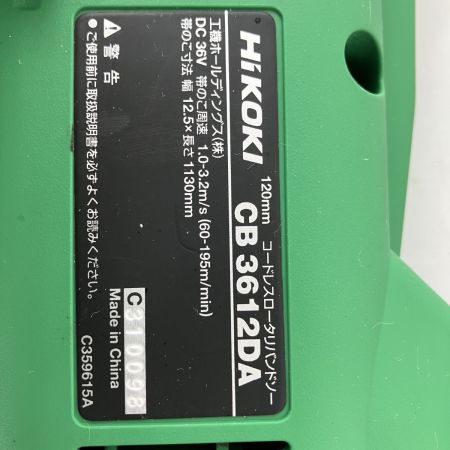 HiKOKI
120mm コードレスロータリバンドソー
CB 3612DA
工機ホールディングス(株)
DC 36V 帯のこ周速 1.0-3.2m/s (60-195m/min)
帯のこ寸法 幅 12.5×長さ1130mm
警告
●ご使用前に取扱説明書を必ずよくお読みください。
C310098
Made in China
C359615A